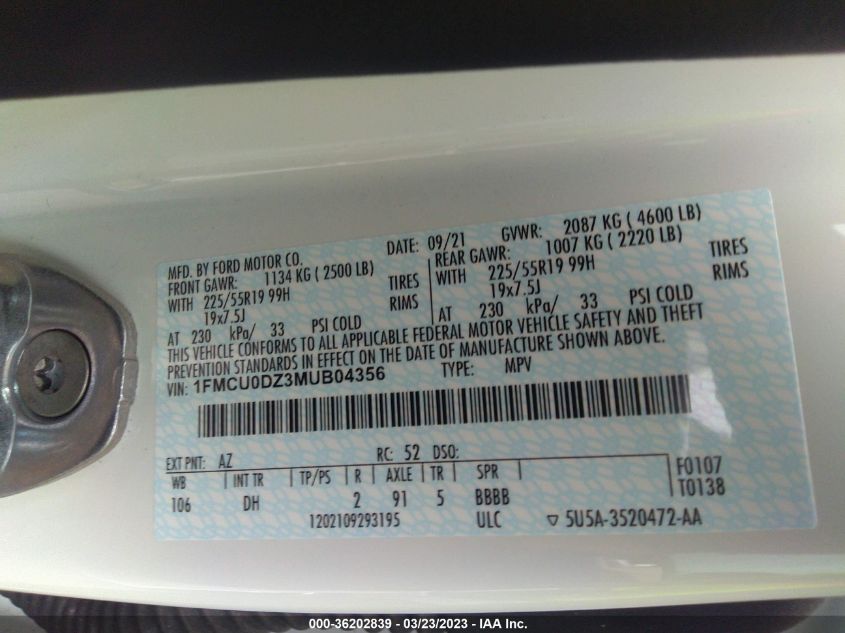 MFD. BY FORD MOTOR CO. DATE: 09/21 GVWR: 2087 KG ( 4600 LB)
FRONT GAWR: 1134 KG ( 2500 LB) REAR GAWR: 1007 KG ( 2220 LB)
WITH 225/55R19 99H TIRES WITH 225/55R19 99H TIRES
19x7.5J RIMS 19x7.5J RIMS
AT 230 kPa/ 33 PSI COLD AT 230 kPa/ 33 PSI COLD
THIS VEHICLE CONFORMS TO ALL APPLICABLE FEDERAL MOTOR VEHICLE SAFETY AND THEFT
PREVENTION STANDARDS IN EFFECT ON THE DATE OF MANUFACTURE SHOWN ABOVE.
VIN: 1FMCU0DZ3MUB04356 TYPE: MPV
EXT PNT: AZ RC: 52 DSO:
WB INT TR TP/PS R AXLE TR SPR F0107
106 DH 2 91 5 BBBB T0138
1202109293195 ULC ▽ 5U5A-3520472-AA
000-36202839 / 03/23/2023 - IAA Inc.